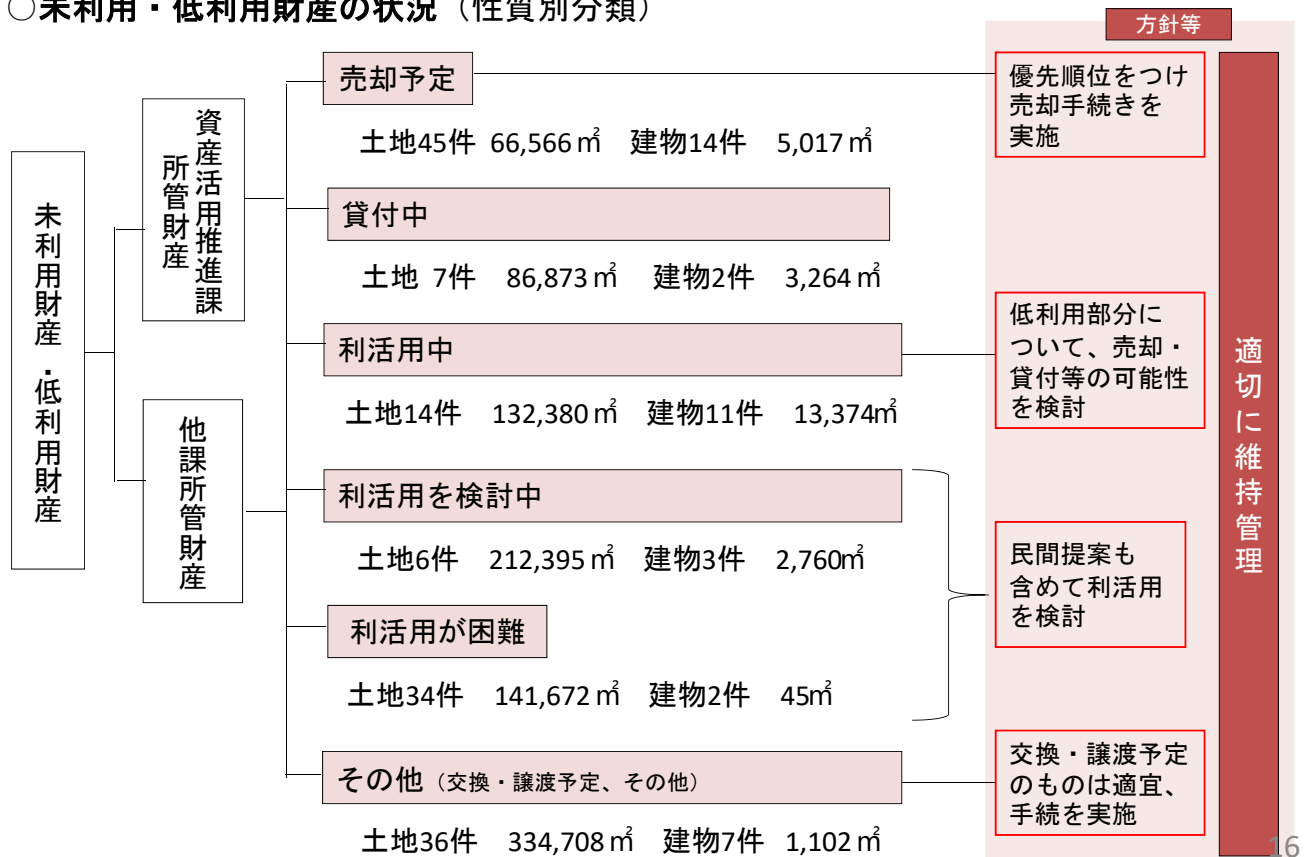 ○未利用・低利用財産の状況（性質別分類）
方針等
未利用財産・低利用財産
資産活用推進課
所管財産
他課所管財産
売却予定
土地45件 66,566㎡ 建物14件 5,017㎡
優先順位をつけ
売却手続きを
実施
貸付中
土地 7件 86,873㎡ 建物2件 3,264㎡
利活用中
土地14件 132,380㎡ 建物11件 13,374㎡
低利用部分に
ついて、売却・
貸付等の可能性
を検討
利活用を検討中
土地6件 212,395㎡ 建物3件 2,760㎡
利活用が困難
土地34件 141,672㎡ 建物2件 45㎡
民間提案も
含めて利活用
を検討
その他（交換・譲渡予定、その他）
土地36件 334,708㎡ 建物7件 1,102㎡
交換・譲渡予定
のものは適宜、
手続を実施
適切に維持管理
16